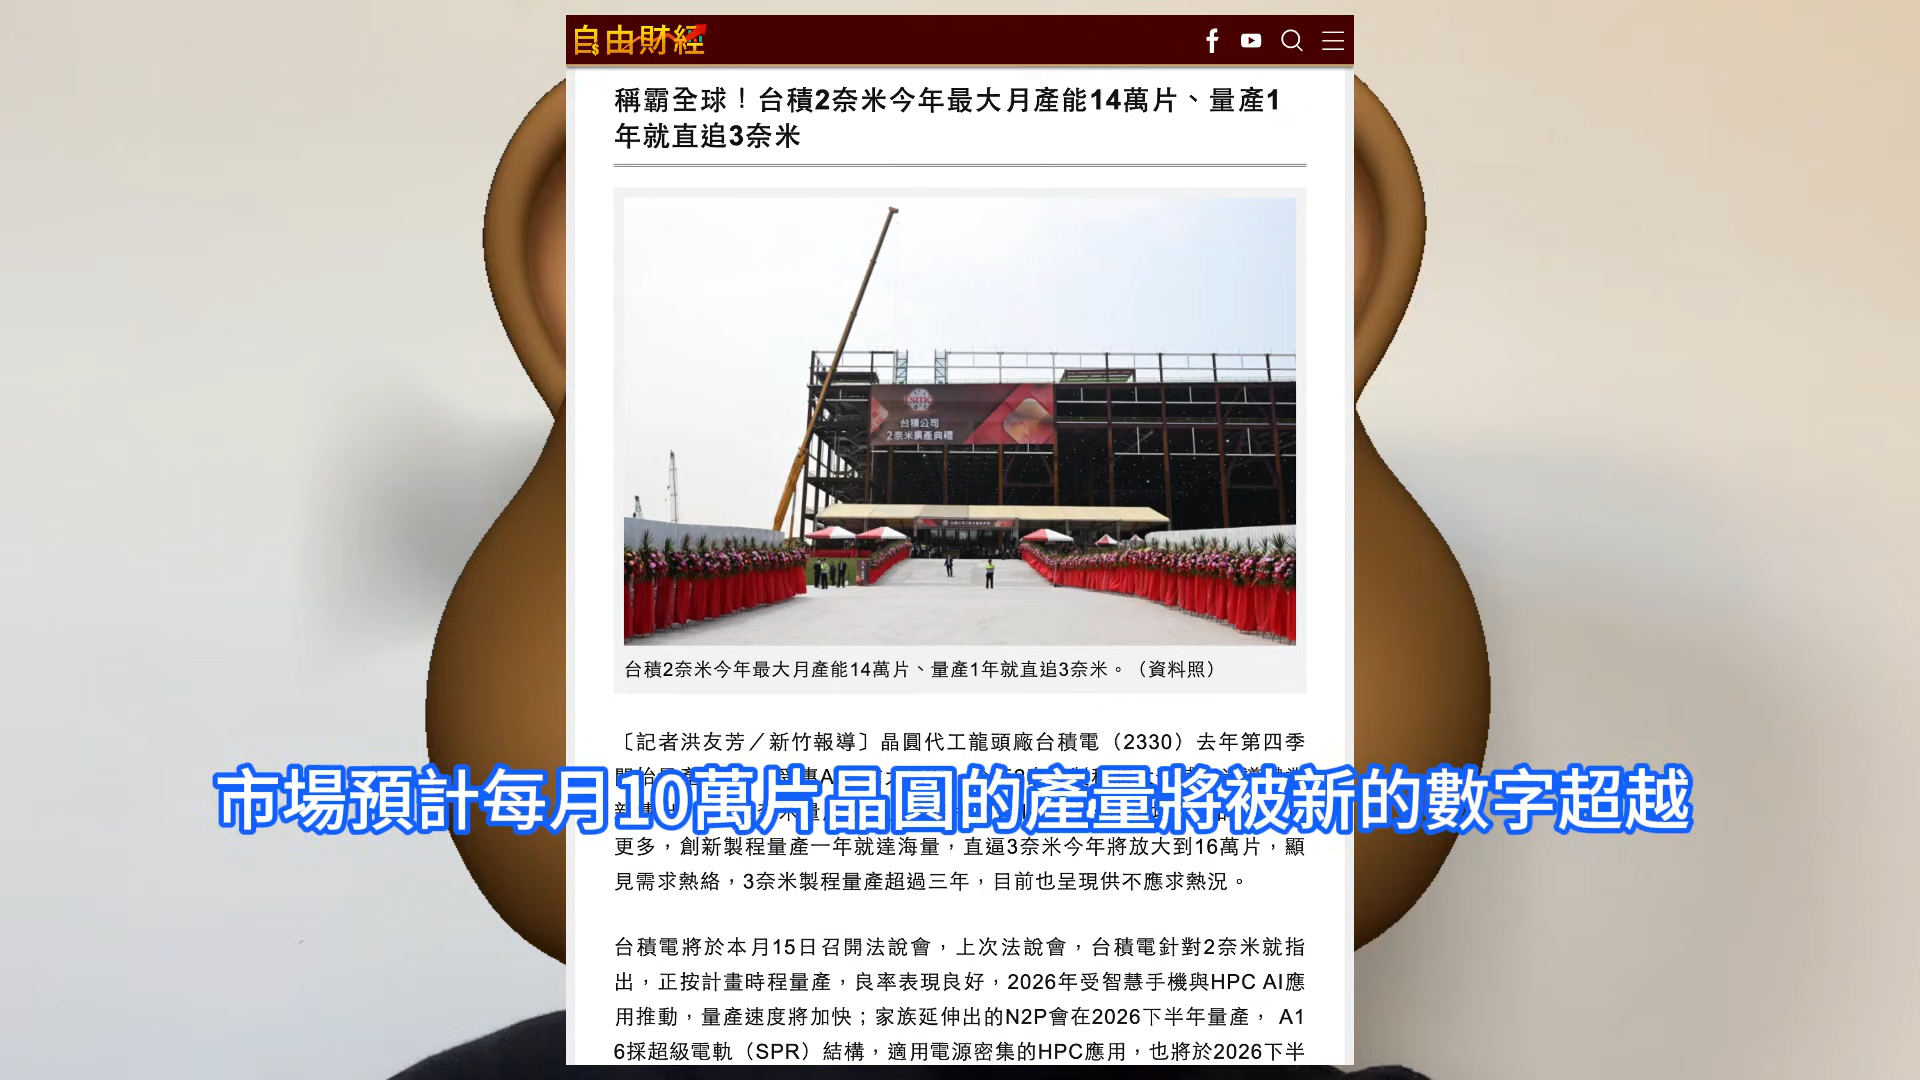 自由財經
稱霸全球！台積2奈米今年最大月產能14萬片、量產1
年就直追3奈米
tsmc
台積公司
2奈米廣產典禮
台積2奈米今年最大月產能14萬片、量產1年就直追3奈米。（資料照）
〔記者洪友芳／新竹報導〕晶圓代工龍頭廠台積電（2330）去年第四季
市場預計每月10萬片晶圓的產量將被新的數字超越
更多，創新製程量產一年就達海量，直逼3奈米今年將放大到16萬片，顯
見需求熱絡，3奈米製程量產超過三年，目前也呈現供不應求熱況。
台積電將於本月15日召開法說會，上次法說會，台積電針對2奈米就指
出，正按計畫時程量產，良率表現良好，2026年受智慧手機與HPC AI應
用推動，量產速度將加快；家族延伸出的N2P會在2026下半年量產， A1
6採超級電軌（SPR）結構，適用電源密集的HPC應用，也將於2026下半